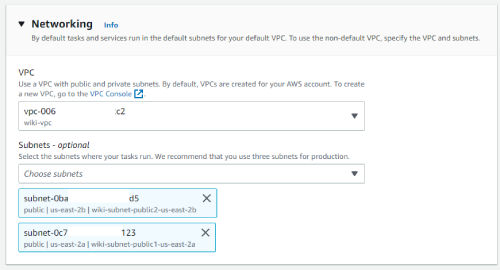 Networking Info
By default tasks and services run in the default subnets for your default VPC. To use the non-default VPC, specify the VPC and subnets.
VPC
Use a VPC with public and private subnets. By default, VPCs are created for your AWS account. To create
a new VPC, go to the VPC Console
vpc-006 c2
wiki-vpc
Subnets - optional
Select the subnets where your tasks run. We recommend that you use three subnets for production.
Choose subnets
subnet-0ba d5
public | us-east-2b | wiki-subnet-public2-us-east-2b
subnet-0c7 123
public | us-east-2a | wiki-subnet-public1-us-east-2a